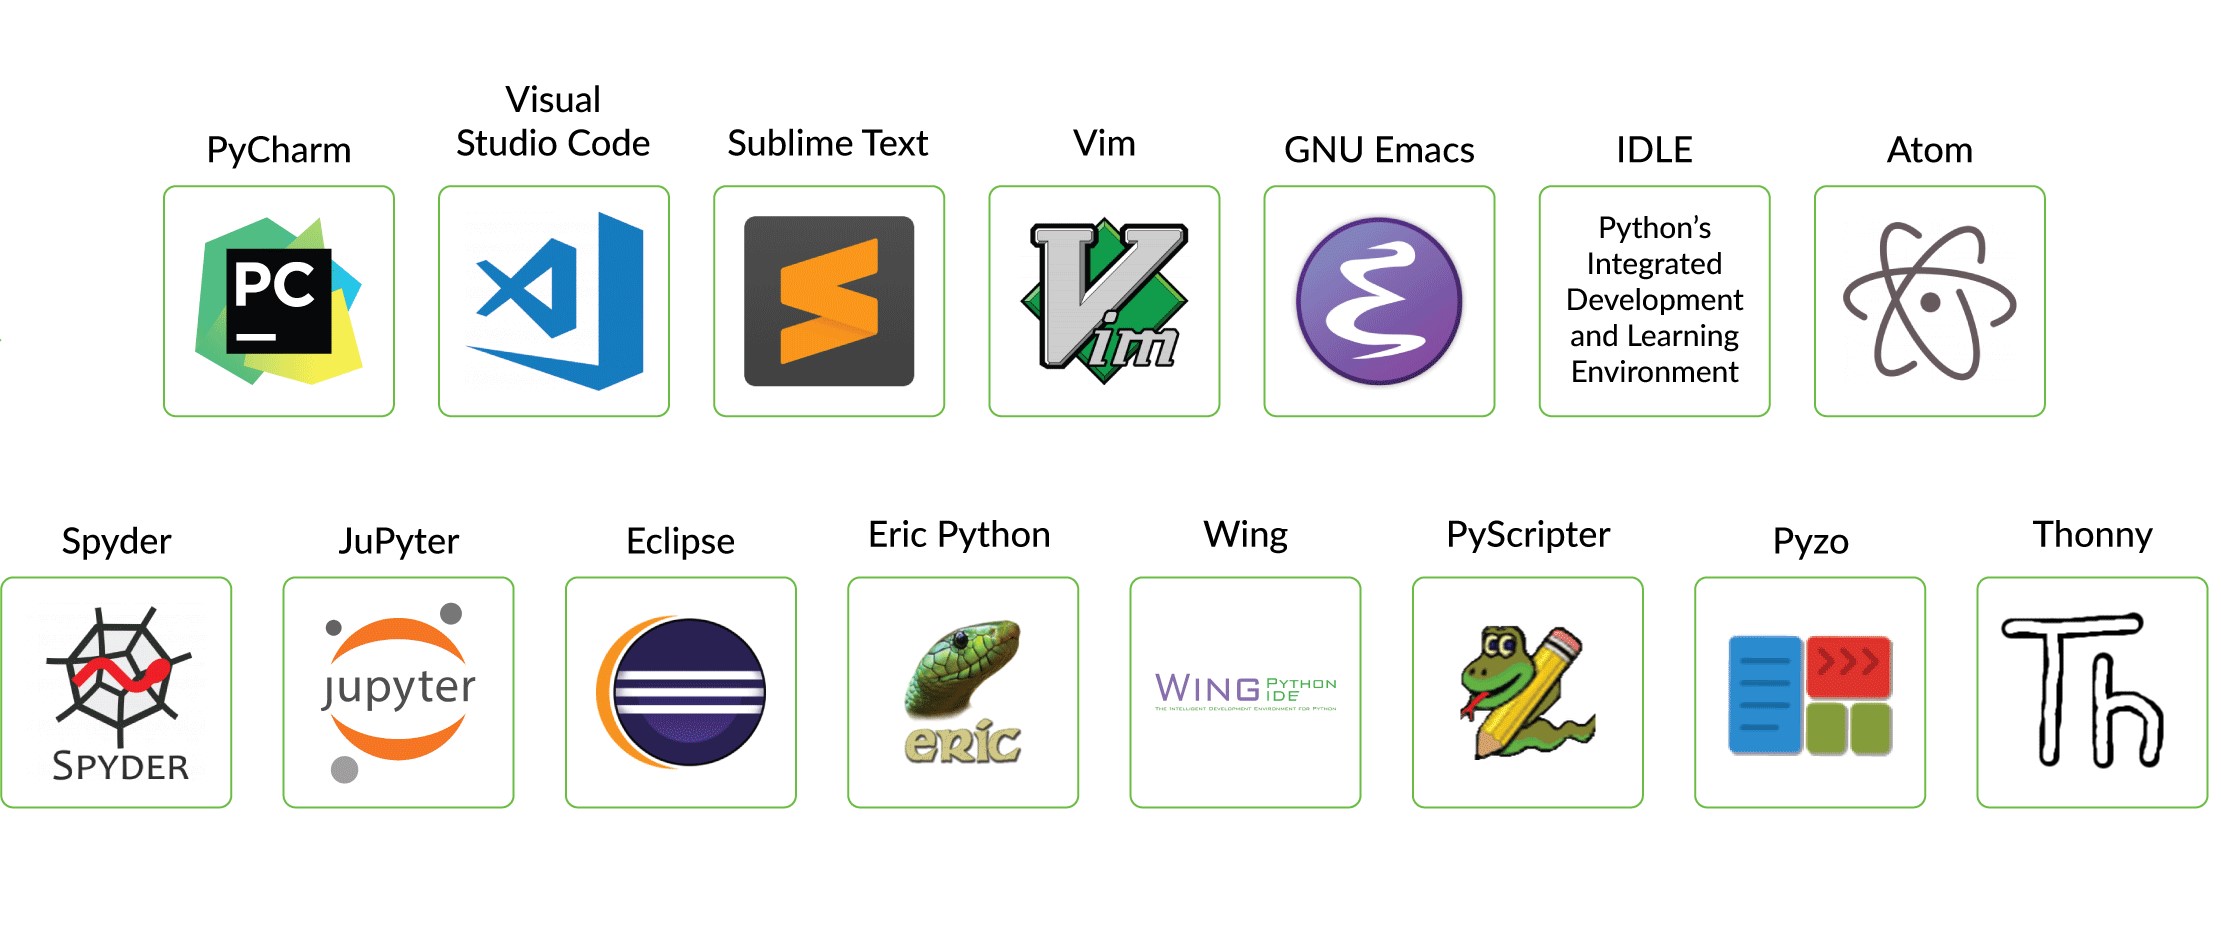 PyCharm
Visual
Studio Code
Sublime Text
Vim
GNU Emacs
IDLE
Atom
PC
Vim
Python's
Integrated
Development
and Learning
Environment
Spyder
JuPyter
Eclipse
Eric Python
Wing
PyScripter
Pyzo
Thonny
SPYDER
jupyter
eric
WING PYTHON
IDE
THE INTELLIGENT DEVELOPMENT ENVIRONMENT FOR PYTHON
Th